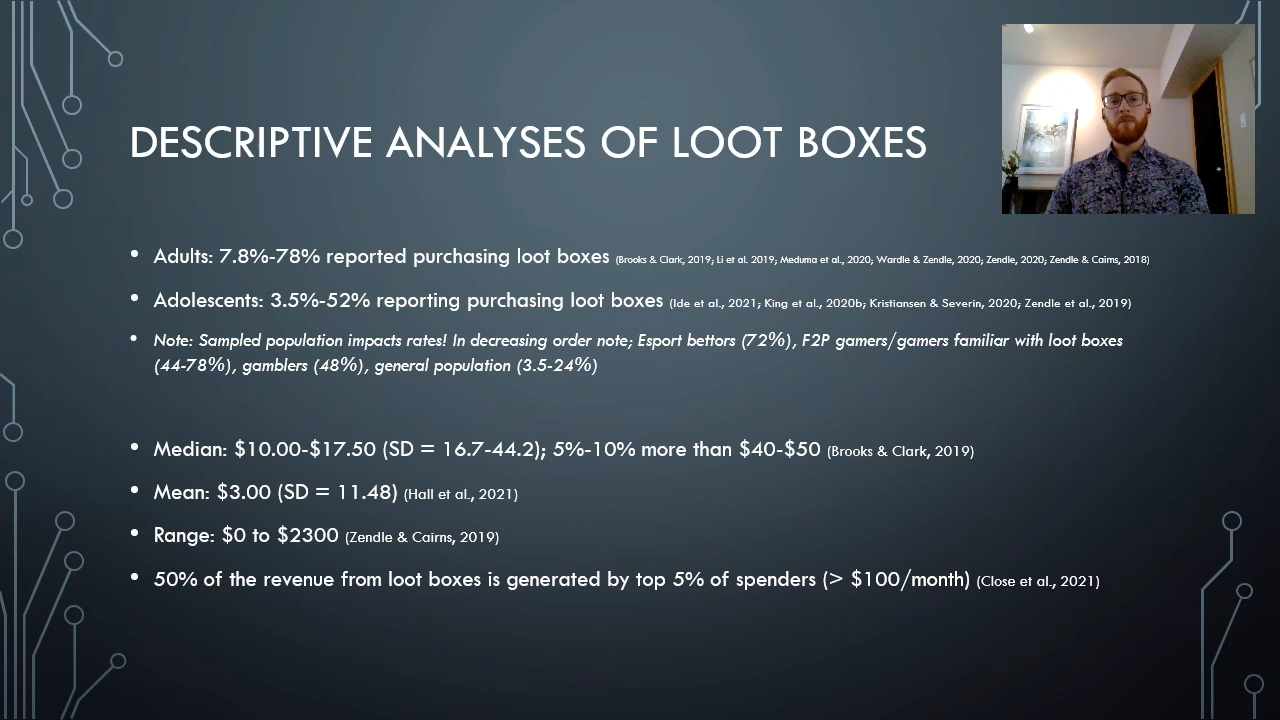 DESCRIPTIVE ANALYSES OF LOOT BOXES
• Adults: 7.8%-78% reported purchasing loot boxes (Brooks & Clark, 2019; Li et al. 2019; Meduma et al., 2020; Wardle & Zendle, 2020; Zendle, 2020; Zendle & Cairns, 2018)
• Adolescents: 3.5%-52% reporting purchasing loot boxes (Ide et al., 2021; King et al., 2020b; Kristiansen & Severin, 2020; Zendle et al., 2019)
• Note: Sampled population impacts rates! In decreasing order note; Esport bettors (72%), F2P gamers/gamers familiar with loot boxes
(44-78%), gamblers (48%), general population (3.5-24%)
• Median: $10.00-$17.50 (SD = 16.7-44.2); 5%-10% more than $40-$50 (Brooks & Clark, 2019)
• Mean: $3.00 (SD = 11.48) (Hall et al., 2021)
• Range: $0 to $2300 (Zendle & Cairns, 2019)
• 50% of the revenue from loot boxes is generated by top 5% of spenders (> $100/month) (Close et al., 2021)